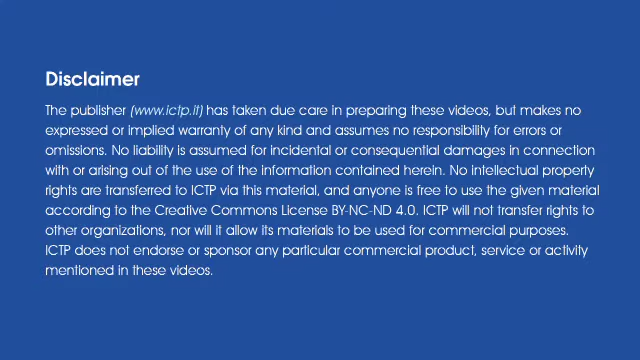 Disclaimer
The publisher (www.ictp.it) has taken due care in preparing these videos, but makes no
expressed or implied warranty of any kind and assumes no responsibility for errors or
omissions. No liability is assumed for incidental or consequential damages in connection
with or arising out of the use of the information contained herein. No intellectual property
rights are transferred to ICTP via this material, and anyone is free to use the given material
according to the Creative Commons License BY-NC-ND 4.0. ICTP will not transfer rights to
other organizations, nor will it allow its materials to be used for commercial purposes.
ICTP does not endorse or sponsor any particular commercial product, service or activity
mentioned in these videos.